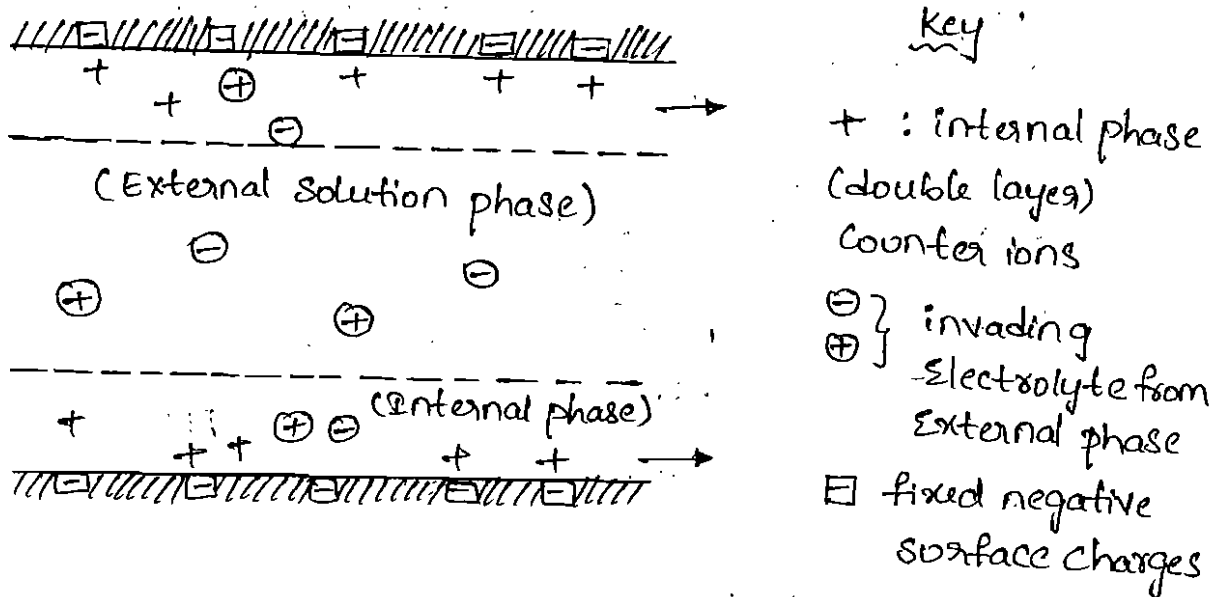 Key
+ : internal phase
(double layer)
Counter ions
(External solution phase)
⊖ } invading
⊕ Electrolyte from
External phase
(Internal phase)
⊟ fixed negative
surface charges